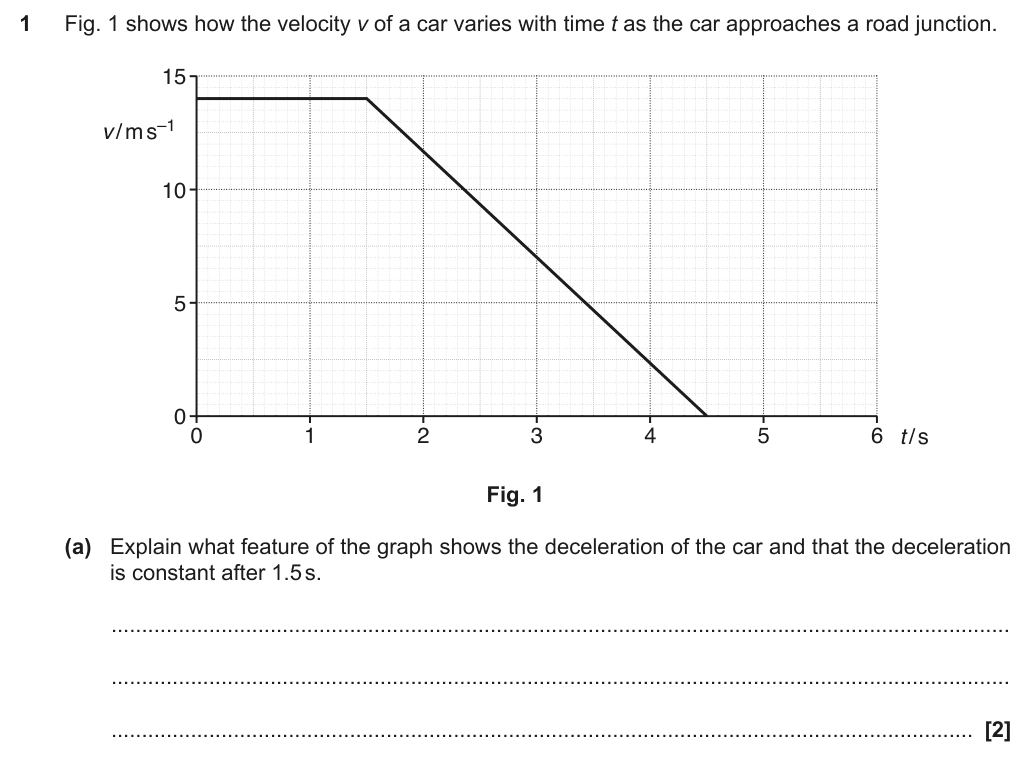 1 Fig. 1 shows how the velocity v of a car varies with time t as the car approaches a road junction.
15
v/m s⁻¹
10
5
0
0 1 2 3 4 5 6 t/s
Fig. 1
(a) Explain what feature of the graph shows the deceleration of the car and that the deceleration
is constant after 1.5 s.
[2]